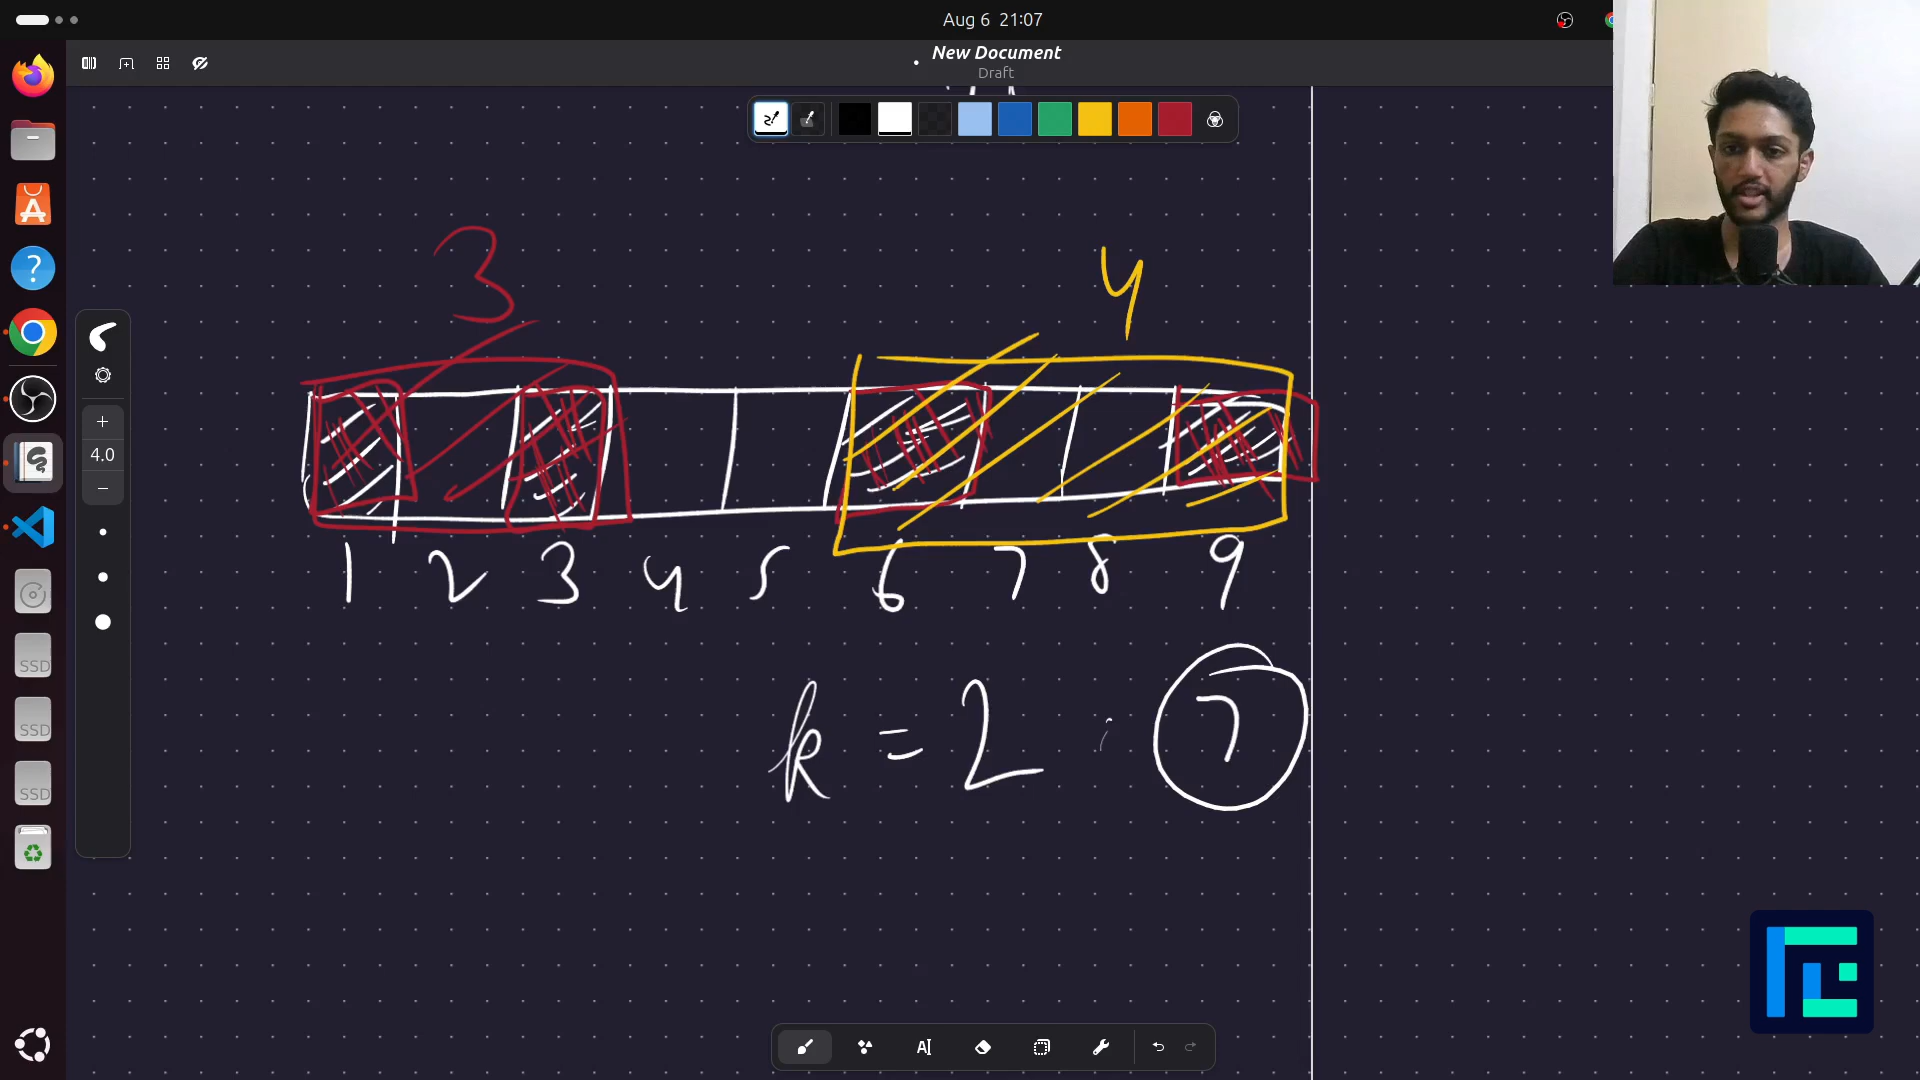 Aug 6 21:07
New Document
Draft
3 4
4.0
1 2 3 4 5 6 7 8 9
k = 2 7
SSD
SSD
SSD
SSD